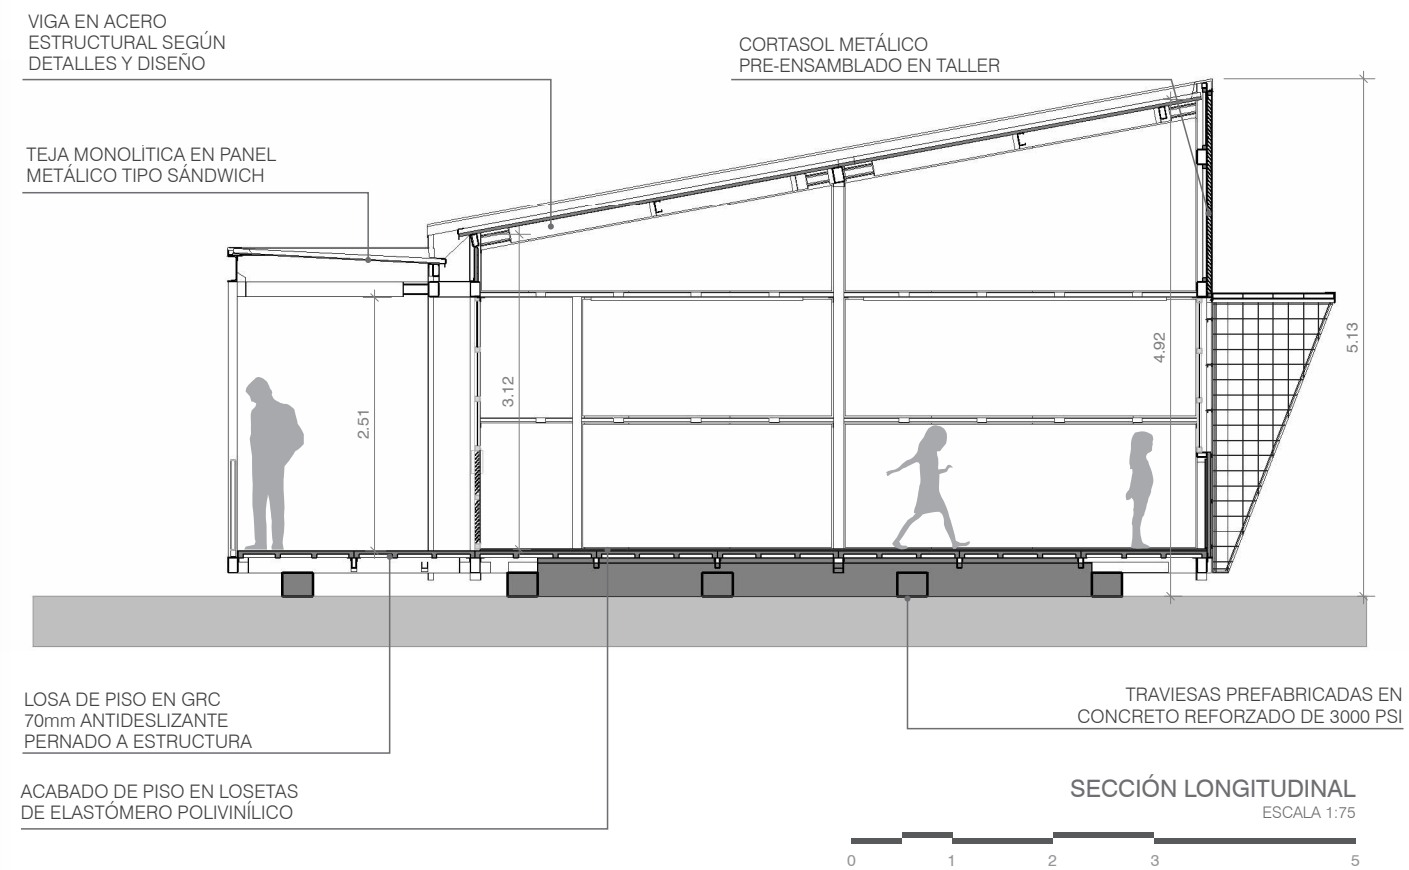 VIGA EN ACERO
ESTRUCTURAL SEGÚN
DETALLES Y DISEÑO
CORTASOL METÁLICO
PRE-ENSAMBLADO EN TALLER
TEJA MONOLÌTICA EN PANEL
METÁLICO TIPO SÁNDWICH
2.51
3.12
4.92
5.13
LOSA DE PISO EN GRC
70mm ANTIDESLIZANTE
PERNADO A ESTRUCTURA
TRAVIESAS PREFABRICADAS EN
CONCRETO REFORZADO DE 3000 PSI
ACABADO DE PISO EN LOSETAS
DE ELASTÓMERO POLIVINÍLICO
SECCIÓN LONGITUDINAL
ESCALA 1:75
0 1 2 3 5